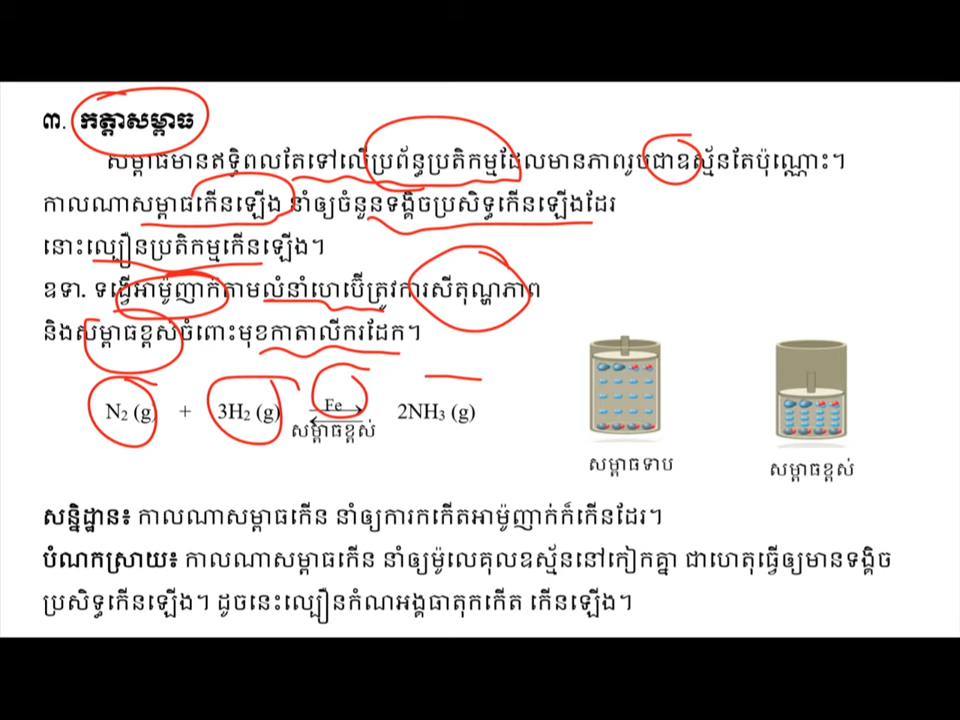 ៣. កត្តាសម្ពាធ
សម្ពាធមានឥទ្ធិពលតែទៅលើប្រព័ន្ធប្រតិកម្មដែលមានភាពរូបជាឧស្ម័នតែប៉ុណ្ណោះ។
កាលណាសម្ពាធកើនឡើង នាំឲ្យចំនួនទង្គិចប្រសិទ្ធកើនឡើងដែរ
នោះល្បឿនប្រតិកម្មកើនឡើង។
ឧទា. ទង្វើអាម៉ូញាក់តាមលំនាំហេបើ៊ត្រូវការសីតុណ្ហភាព
និងសម្ពាធខ្ពស់ចំពោះមុខកាតាលីករដែក។
N₂ (g) + 3H₂ (g) Fe 2NH₃ (g)
សម្ពាធខ្ពស់
សម្ពាធទាប សម្ពាធខ្ពស់
សន្និដ្ឋាន៖ កាលណាសម្ពាធកើន នាំឲ្យការកកើតអាម៉ូញាក់ក៏កើនដែរ។
បំណកស្រាយ៖ កាលណាសម្ពាធកើន នាំឲ្យម៉ូលេគុលឧស្ម័ននៅកៀកគ្នា ជាហេតុធ្វើឲ្យមានទង្គិច
ប្រសិទ្ធកើនឡើង។ ដូចនេះល្បឿនកំណអង្គធាតុកកើត កើនឡើង។